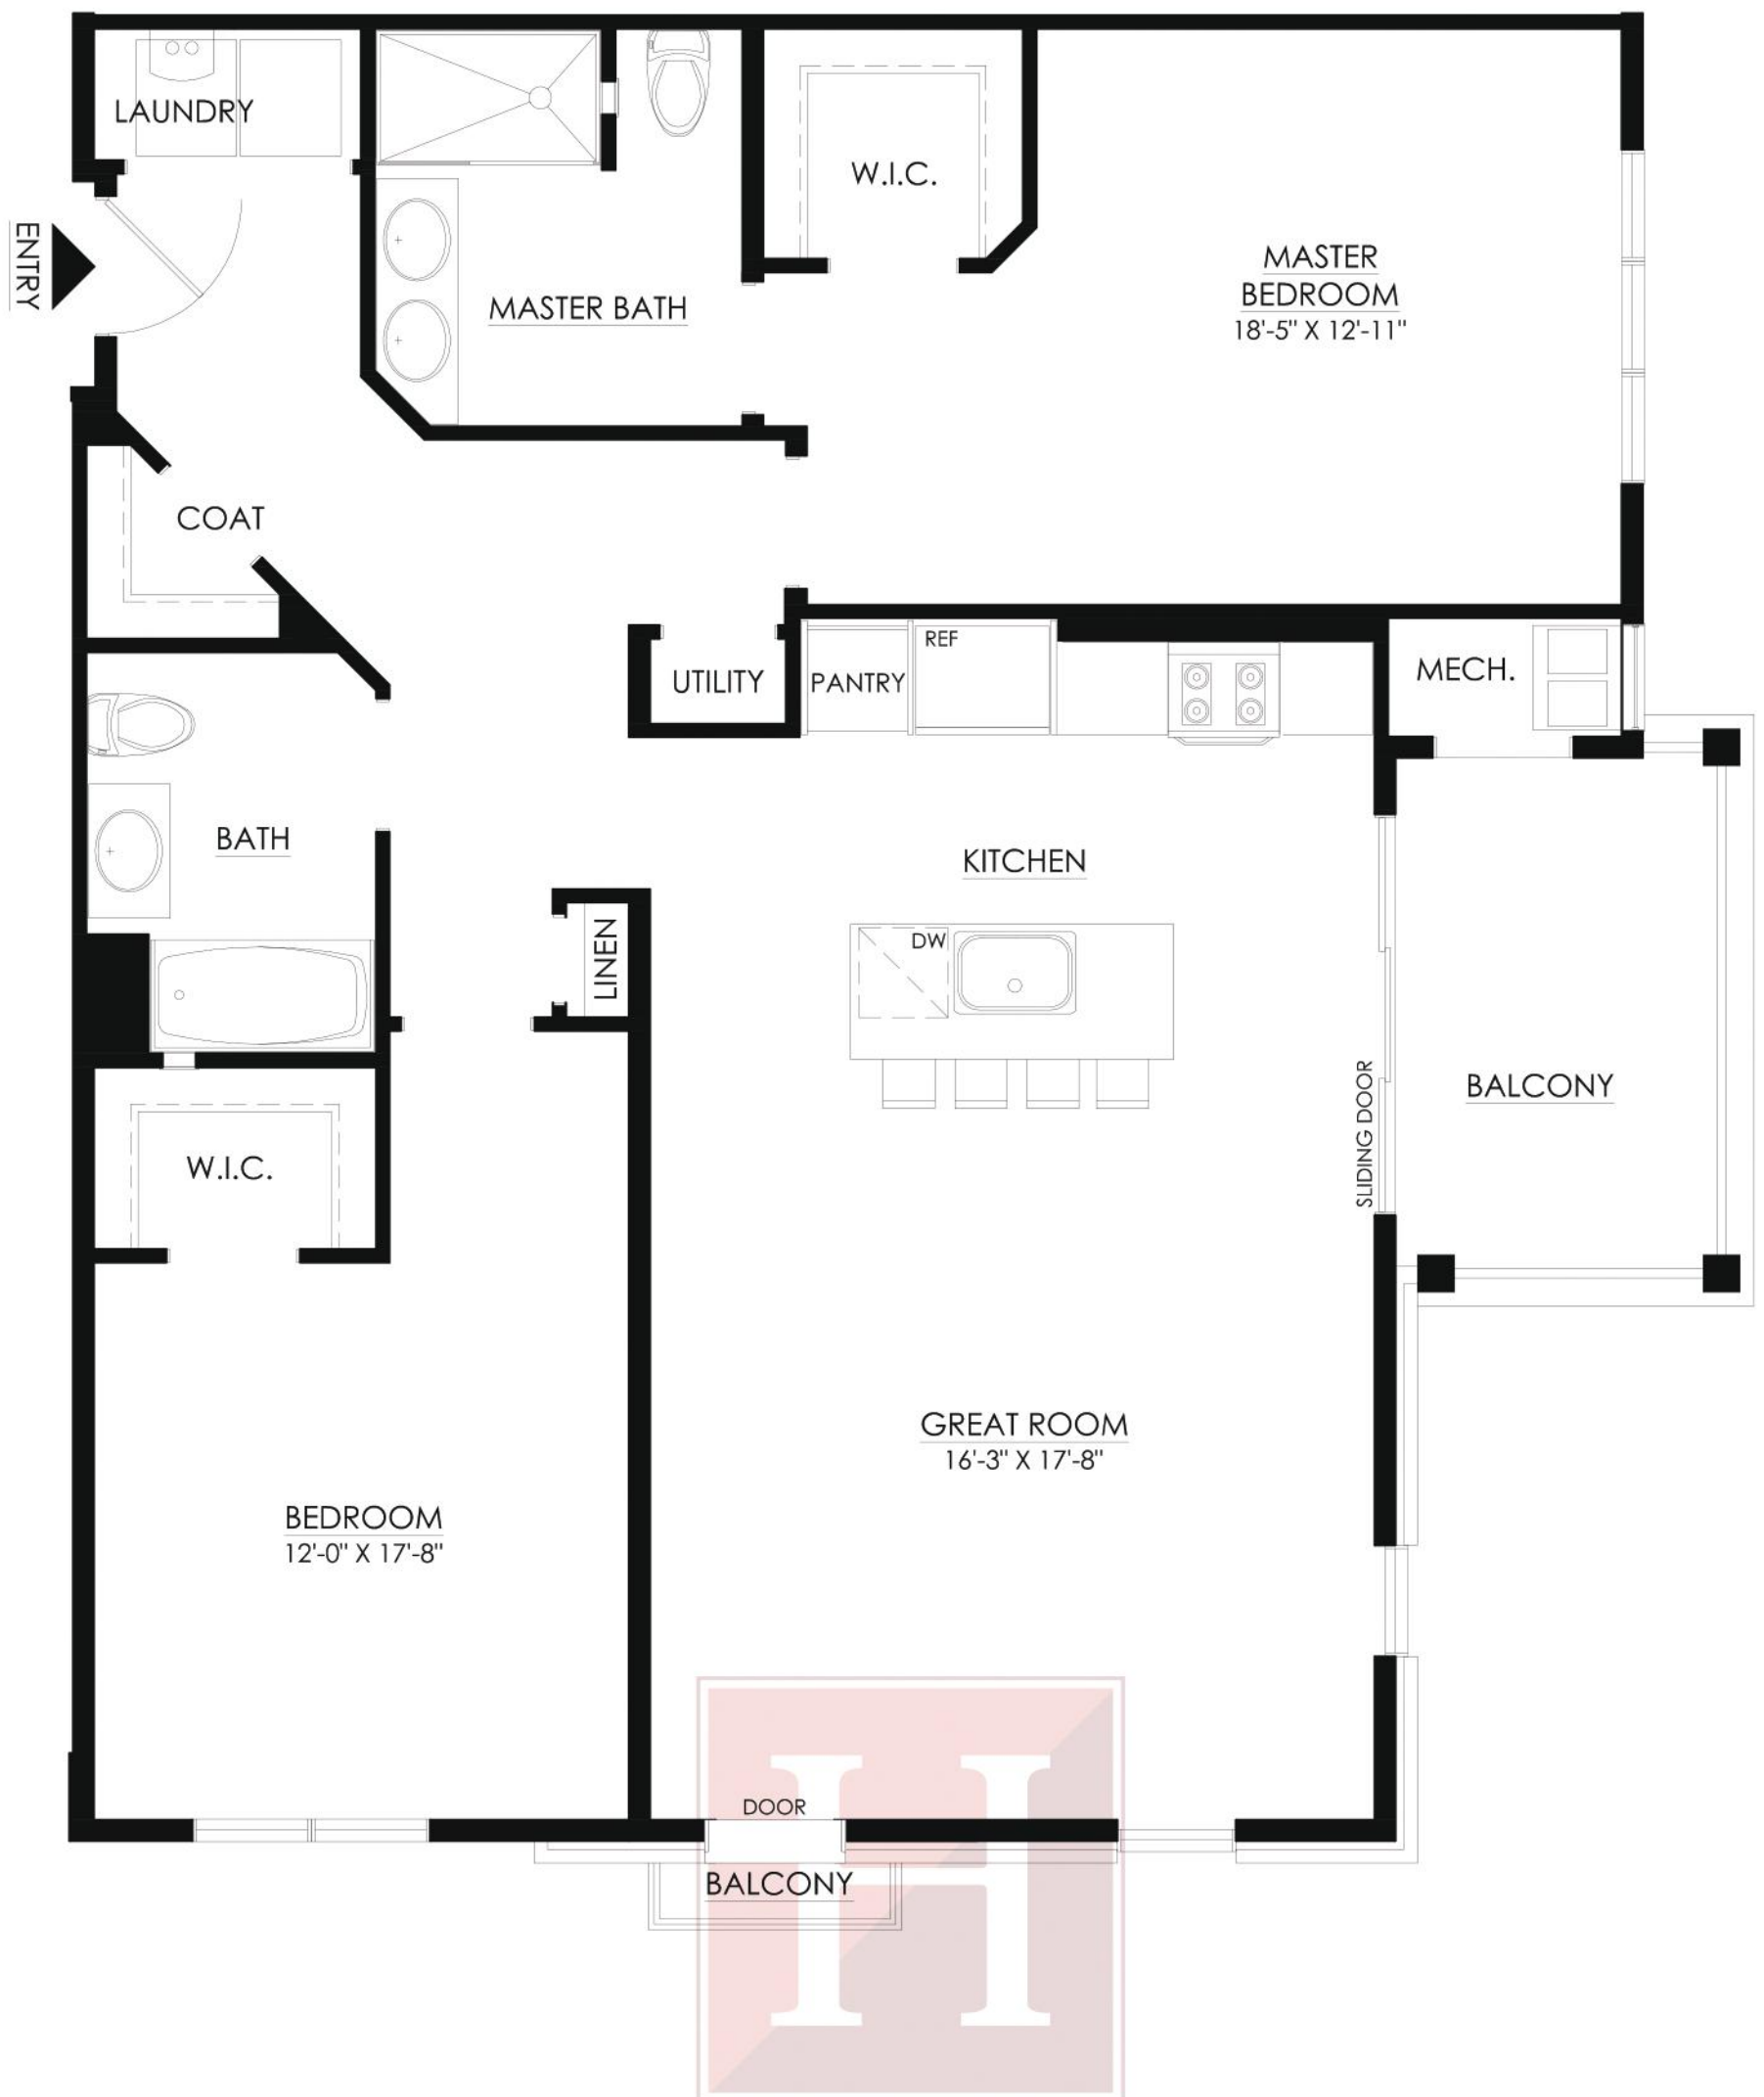 LAUNDRY
W.I.C.
ENTRY
MASTER BATH
MASTER
BEDROOM
18'-5" X 12'-11"
COAT
UTILITY
PANTRY
REF
MECH.
BATH
KITCHEN
LINEN
DW
SLIDING DOOR
BALCONY
W.I.C.
GREAT ROOM
16'-3" X 17'-8"
BEDROOM
12'-0" X 17'-8"
DOOR
BALCONY
H